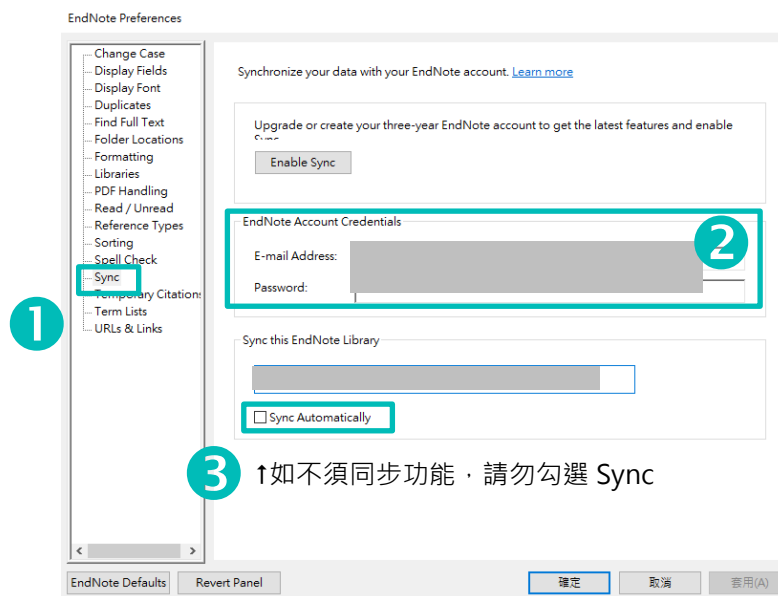 EndNote Preferences
Change Case
Display Fields
Display Font
Duplicates
Find Full Text
Folder Locations
Formatting
Libraries
PDF Handling
Read / Unread
Reference Types
Sorting
Spell Check
Sync
Temporary Citations
Term Lists
URLs & Links
1
Synchronize your data with your EndNote account. Learn more
Upgrade or create your three-year EndNote account to get the latest features and enable
Sync.
Enable Sync
EndNote Account Credentials
2
E-mail Address:
Password:
Sync this EndNote Library
Sync Automatically
3 ↑如不須同步功能，請勿勾選 Sync
EndNote Defaults
Revert Panel
確定
取消
套用(A)